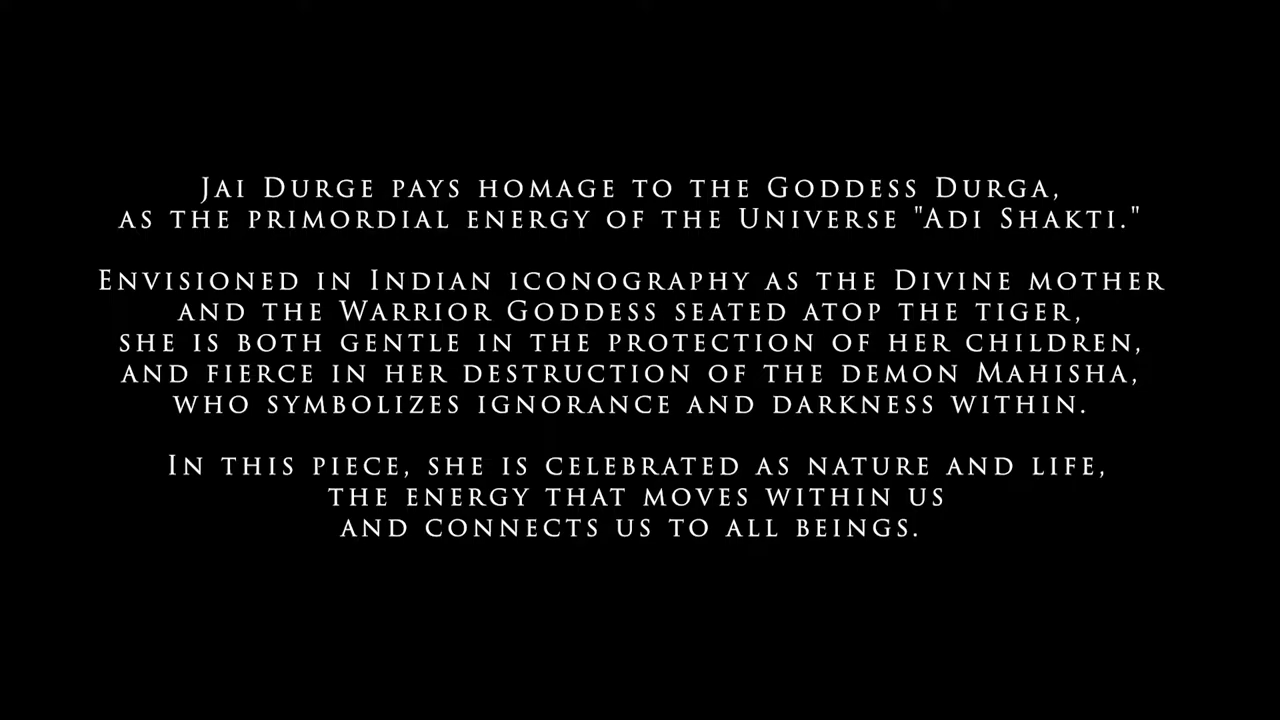 Jai Durge pays homage to the Goddess Durga,
as the primordial energy of the Universe "Adi Shakti."
Envisioned in Indian iconography as the Divine mother
and the Warrior Goddess seated atop the tiger,
she is both gentle in the protection of her children,
and fierce in her destruction of the demon Mahisha,
who symbolizes ignorance and darkness within.
In this piece, she is celebrated as nature and life,
the energy that moves within us
and connects us to all beings.